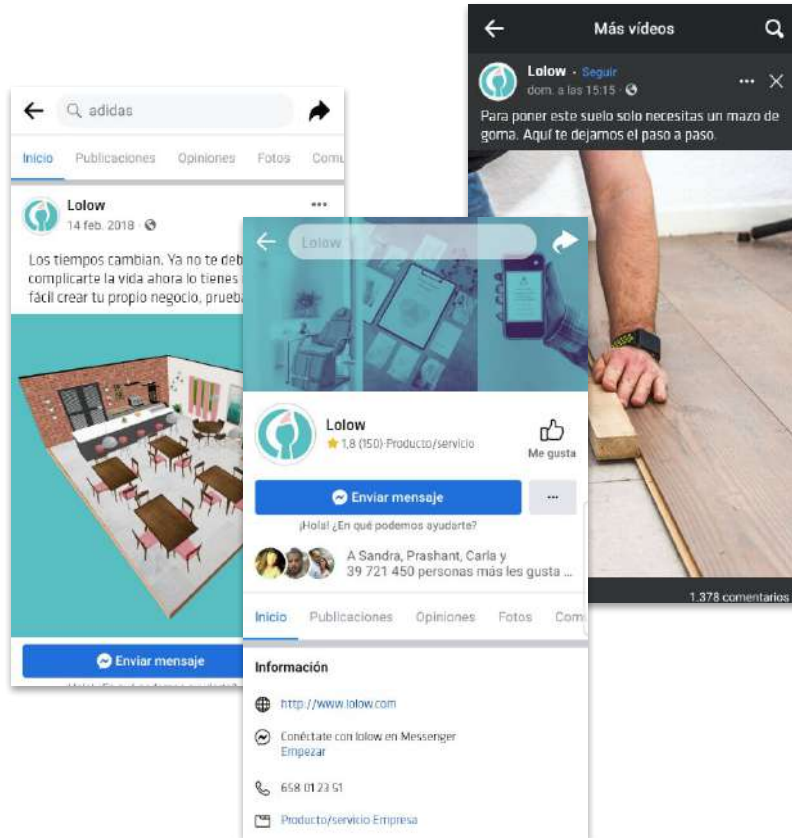 adidas
Inicio Publicaciones Opiniones Fotos Comu
Lolow
14 feb. 2018
Los tiempos cambian. Ya no te deb
complicarte la vida ahora lo tienes
fácil crear tu propio negocio, prueba
Enviar mensaje
Lolow
Lolow
1,8 (150) Producto/servicio
Me gusta
Enviar mensaje
¡Hola! ¿En qué podemos ayudarte?
A Sandra, Prashant, Carla y
39 721 450 personas más les gusta ...
Inicio Publicaciones Opiniones Fotos Com
Información
http://www.lolow.com
Conéctate con lolow en Messenger
Empezar
658 01 23 51
Producto/servicio Empresa
Más vídeos
Lolow · Seguir
dom. a las 15:15
Para poner este suelo solo necesitas un mazo de
goma. Aquí te dejamos el paso a paso.
1.378 comentarios